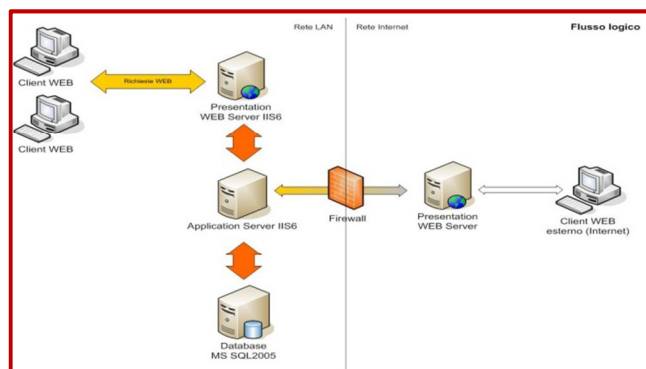 Rete LAN
Rete Internet
Flusso logico
Client WEB
Richieste WEB
Presentation
WEB Server IIS6
Client WEB
Application Server IIS6
Firewall
Presentation
WEB Server
Client WEB
esterno (Internet)
Database
MS SQL2005